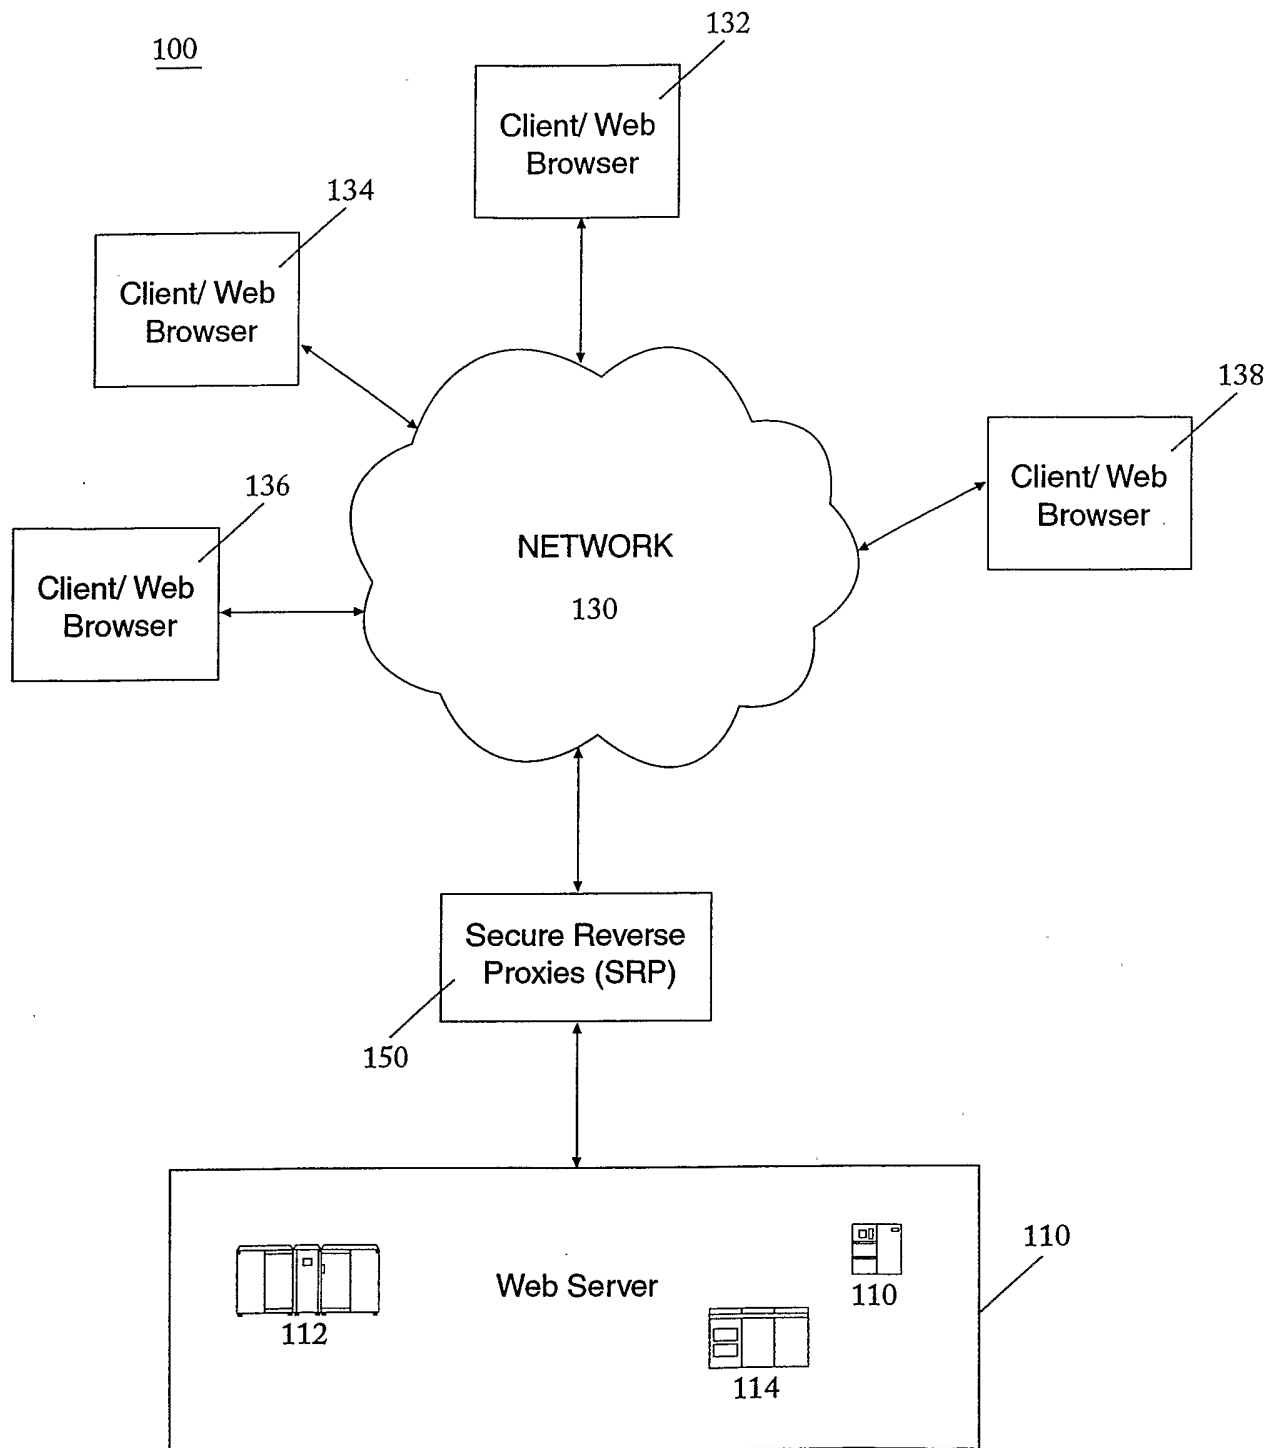 100
132
Client/ Web
Browser
134
Client/ Web
Browser
138
Client/ Web
Browser
136
Client/ Web
Browser
NETWORK
130
Secure Reverse
Proxies (SRP)
150
110
Web Server
110
112
114